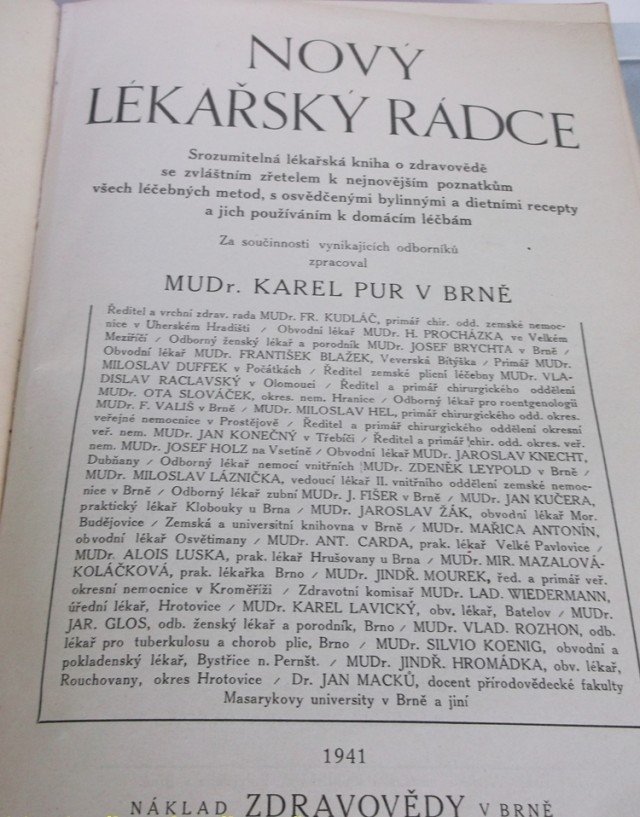 NOVÝ
LÉKAŘSKÝ RÁDCE
Srozumitelná lékařská kniha o zdravovědě
se zvláštním zřetelem k nejnovějším poznatkům
všech léčebných metod, s osvědčenými bylinnými a dietními recepty
a jich používáním k domácím léčbám
Za součinnosti vynikajících odborníků
zpracoval
MUDr. KAREL PUR V BRNĚ
Ředitel a vrchní zdrav. rada MUDr. FR. KUDLÁČ, primář chir. odd. zemské nemoc-
nice v Uherském Hradišti / Obvodní lékař MUDr. H. PROCHÁZKA ve Velkém
Meziříčí / Odborný ženský lékař a porodník MUDr. JOSEF BRYCHTA v Brně /
Obvodní lékař MUDr. FRANTIŠEK BLAŽEK, Veverská Bítýška / Primář MUDr.
MILOSLAV DUFFEK v Počátkách / Ředitel zemské plicní léčebny MUDr. VLA-
DISLAV RACLAVSKÝ v Olomouci / Ředitel a primář chirurgického oddělení
MUDr. OTA SLOVÁČEK, okres. nem. Hranice / Odborný lékař pro roentgenologii
MUDr. F. VALIŠ v Brně / MUDr. MILOSLAV HEL, primář chirurgického odd. okres.
veřejné nemocnice v Prostějově / Ředitel a primář chirurgického oddělení okresní
veř. nem. MUDr. JAN KONEČNÝ v Třebíči / Ředitel a primář chir. odd. okres. veř.
nem. MUDr. JOSEF HOLZ na Vsetíně / Obvodní lékař MUDr. JAROSLAV KNECHT,
Dubňany / Odborný lékař nemocí vnitřních MUDr. ZDENĚK LEYPOLD v Brně /
MUDr. MILOSLAV LÁZNIČKA, vedoucí lékař II. vnitřního oddělení zemské nemoc-
nice v Brně / Odborný lékař zubní MUDr. J. FIŠER v Brně / MUDr. JAN KUČERA,
praktický lékař Klobouky u Brna / MUDr. JAROSLAV ŽÁK, obvodní lékař Mor.
Budějovice / Zemská a universitní knihovna v Brně / MUDr. MAŘICA ANTONÍN,
obvodní lékař Osvětimany / MUDr. ANT. CARDA, prak. lékař Velké Pavlovice /
MUDr. ALOIS LUSKA, prak. lékař Hrušovany u Brna / MUDr. MIR. MAZALOVÁ-
KOLÁČKOVÁ, prak. lékařka Brno / MUDr. JINDŘ. MOUREK, řed. a primář veř.
okresní nemocnice v Kroměříži / Zdravotní komisař MUDr. LAD. WIEDERMANN,
úřední lékař, Hrotovice / MUDr. KAREL LAVICKÝ, obv. lékař, Batelov / MUDr.
JAR. GLOS, odb. ženský lékař a porodník, Brno / MUDr. VLAD. ROZHON, odb.
lékař pro tuberkulosu a chorob plic, Brno / MUDr. SILVIO KOENIG, obvodní a
pokladenský lékař, Bystřice n. Pernšt. / MUDr. JINDŘ. HROMÁDKA, obv. lékař,
Rouchovany, okres Hrotovice / Dr. JAN MACKŮ, docent přírodovědecké fakulty
Masarykovy university v Brně a jiní
1941
NÁKLAD ZDRAVOVĚDY V BRNĚ